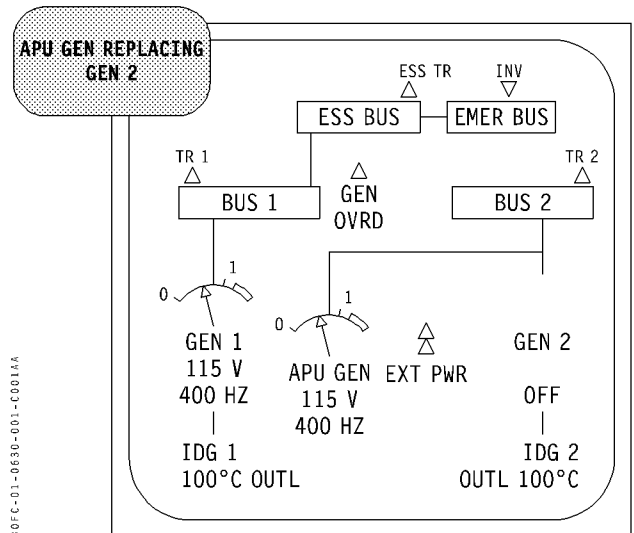 APU GEN REPLACING
GEN 2
ESS TR
INV
ESS BUS
EMER BUS
TR 1
TR 2
BUS 1
GEN
OVRD
BUS 2
0
1
0
1
GEN 1
115 V
400 HZ
APU GEN
115 V
400 HZ
EXT PWR
GEN 2
OFF
IDG 1
100°C OUTL
IDG 2
OUTL 100°C
0FC-01-0630-001-C001AA